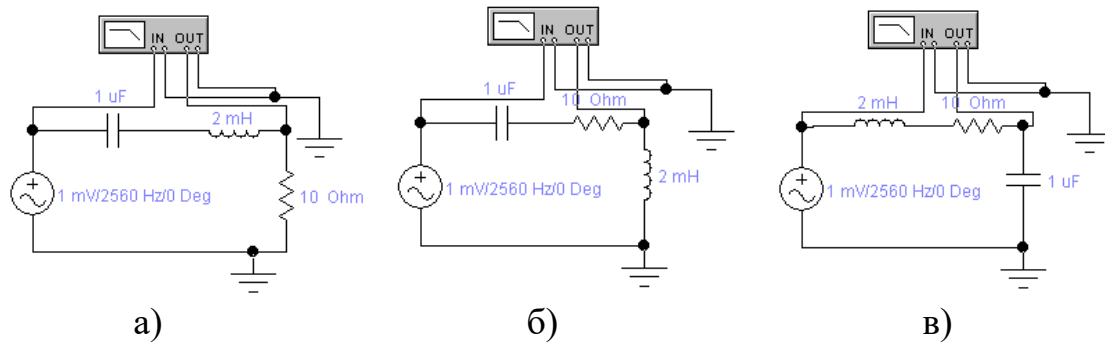 IN OUT
1 uF
2 mH
1 mV/2560 Hz/0 Deg
10 Ohm
а)
IN OUT
1 uF
10 Ohm
1 mV/2560 Hz/0 Deg
2 mH
б)
IN OUT
2 mH
10 Ohm
1 mV/2560 Hz/0 Deg
1 uF
в)